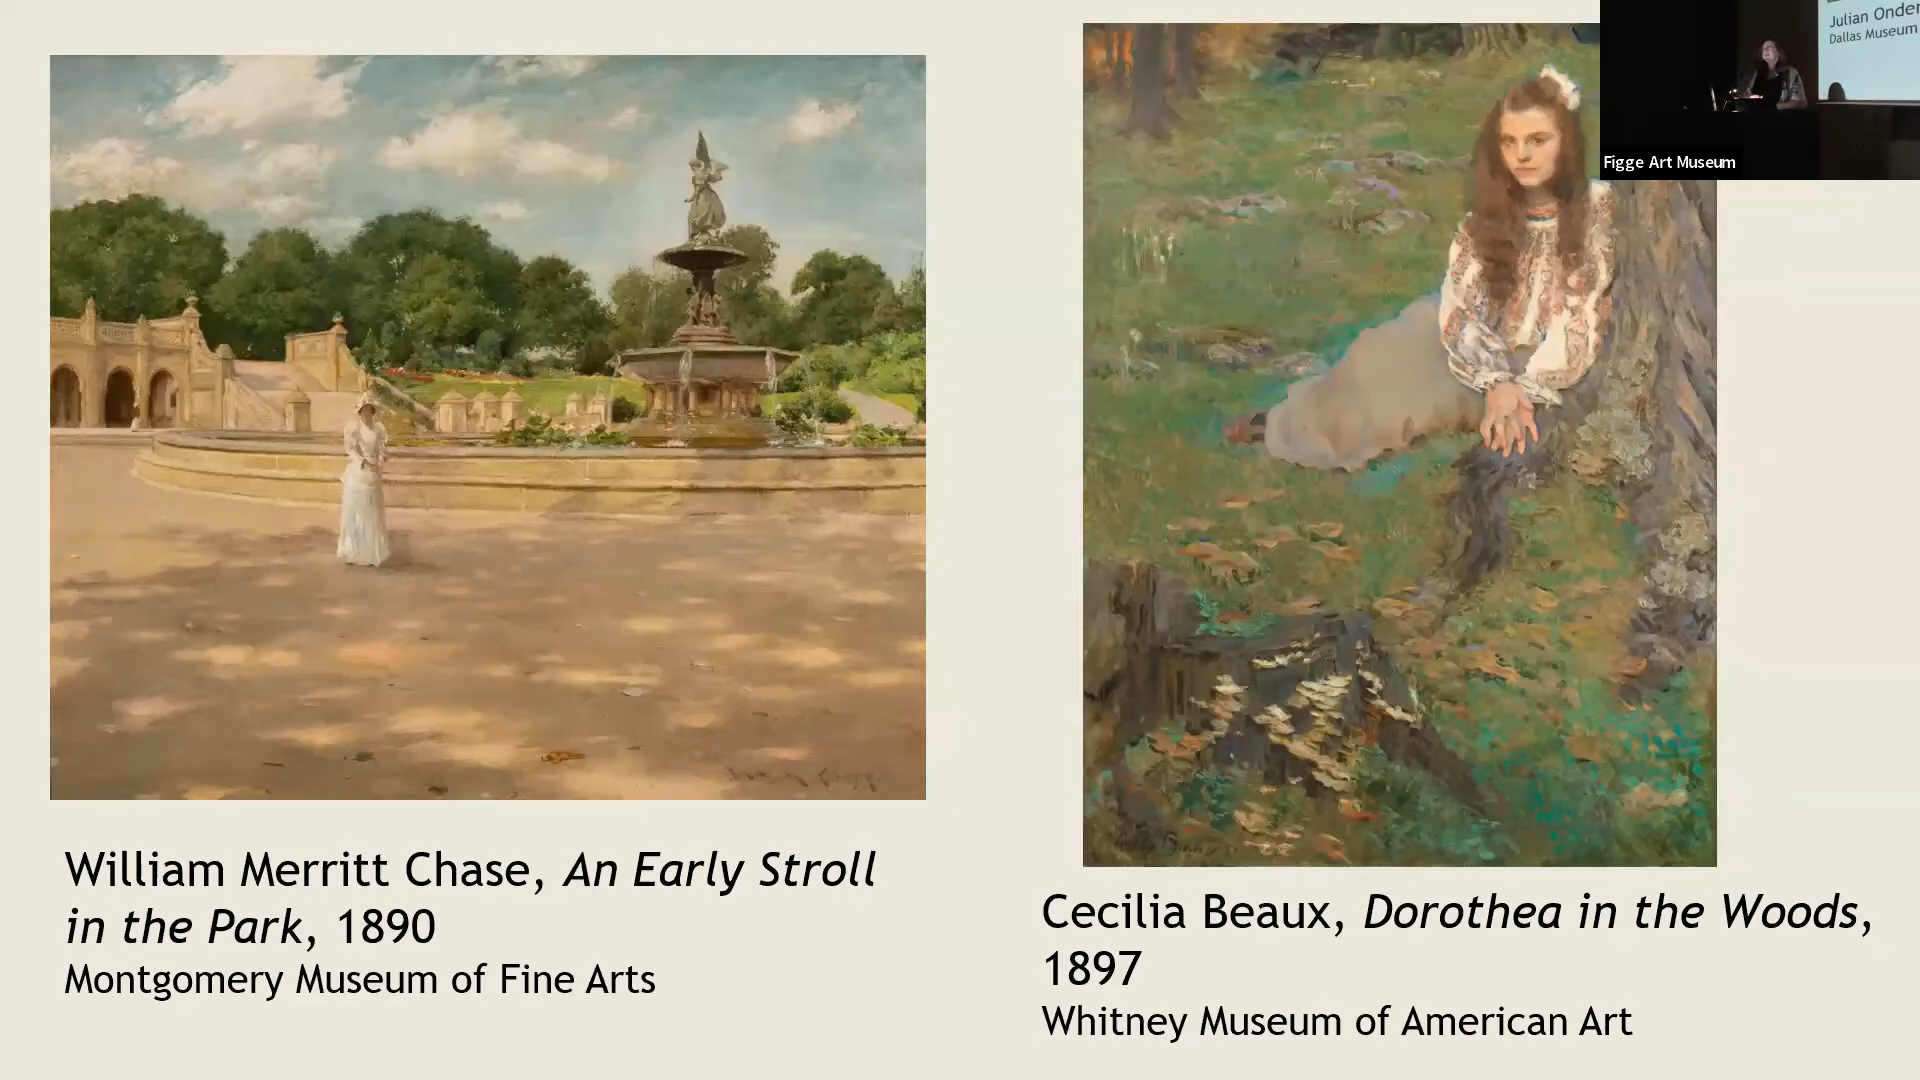 William Merritt Chase, An Early Stroll
in the Park, 1890
Montgomery Museum of Fine Arts
Cecilia Beaux, Dorothea in the Woods,
1897
Whitney Museum of American Art
Julian Onder
Dallas Museum
Figge Art Museum